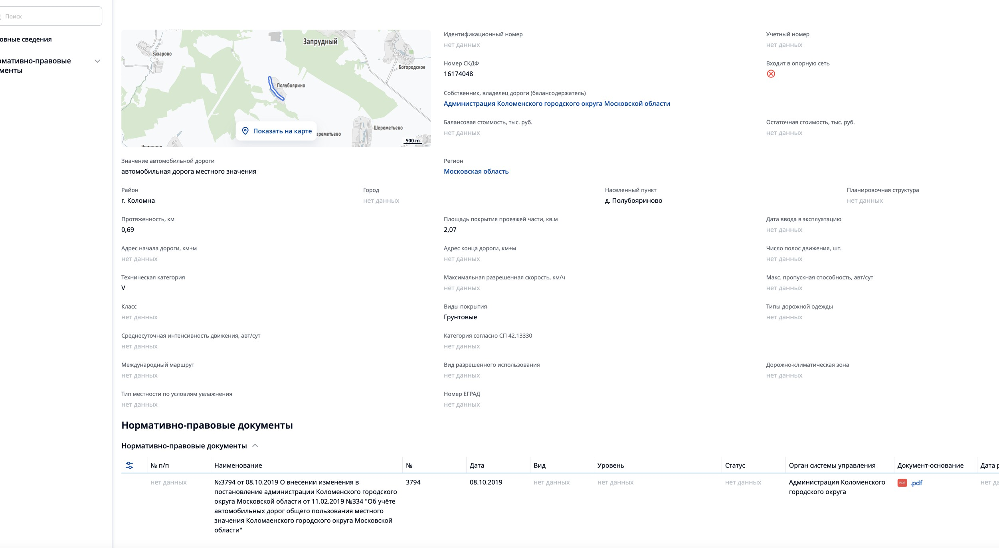 Поиск
овные сведения
рмативно-правовые
менты
Запрудный
Захарово
Богородское
Полубоярино
Шереметьево
ереметьево
Показать на карте
500 m
Идентификационный номер
нет данных
Учетный номер
нет данных
Номер СКДФ
16174048
Входит в опорную сеть
Собственник, владелец дороги (балансодержатель)
Администрация Коломенского городского округа Московской области
Балансовая стоимость, тыс. руб.
нет данных
Остаточная стоимость, тыс. руб.
нет данных
Значение автомобильной дороги
автомобильная дорога местного значения
Регион
Московская область
Район
г. Коломна
Город
нет данных
Населенный пункт
д. Полубояриново
Планировочная структура
нет данных
Протяженность, км
0,69
Площадь покрытия проезжей части, кв.м
2,07
Дата ввода в эксплуатацию
нет данных
Адрес начала дороги, км+м
нет данных
Адрес конца дороги, км+м
нет данных
Число полос движения, шт.
нет данных
Техническая категория
V
Максимальная разрешенная скорость, км/ч
нет данных
Макс. пропускная способность, авт/сут
нет данных
Класс
нет данных
Виды покрытия
Грунтовые
Типы дорожной одежды
нет данных
Среднесуточная интенсивность движения, авт/сут
нет данных
Категория согласно СП 42.13330
нет данных
Международный маршрут
нет данных
Вид разрешенного использования
нет данных
Дорожно-климатическая зона
нет данных
Тип местности по условиям увлажнения
нет данных
Номер ЕГРАД
нет данных
Нормативно-правовые документы
Нормативно-правовые документы
№ п/п Наименование № Дата Вид Уровень Статус Орган системы управления Документ-основание Дата р
нет данных
№3794 от 08.10.2019 О внесении изменения в
постановление администрации Коломенского городского
округа Московской области от 11.02.2019 №334 "Об учёте
автомобильных дорог общего пользования местного
значения Коломаенского городского округа Московской
области"
3794
08.10.2019
нет данных
нет данных
нет данных
Администрация Коломенского
городского округа
PDF .pdf
нет да